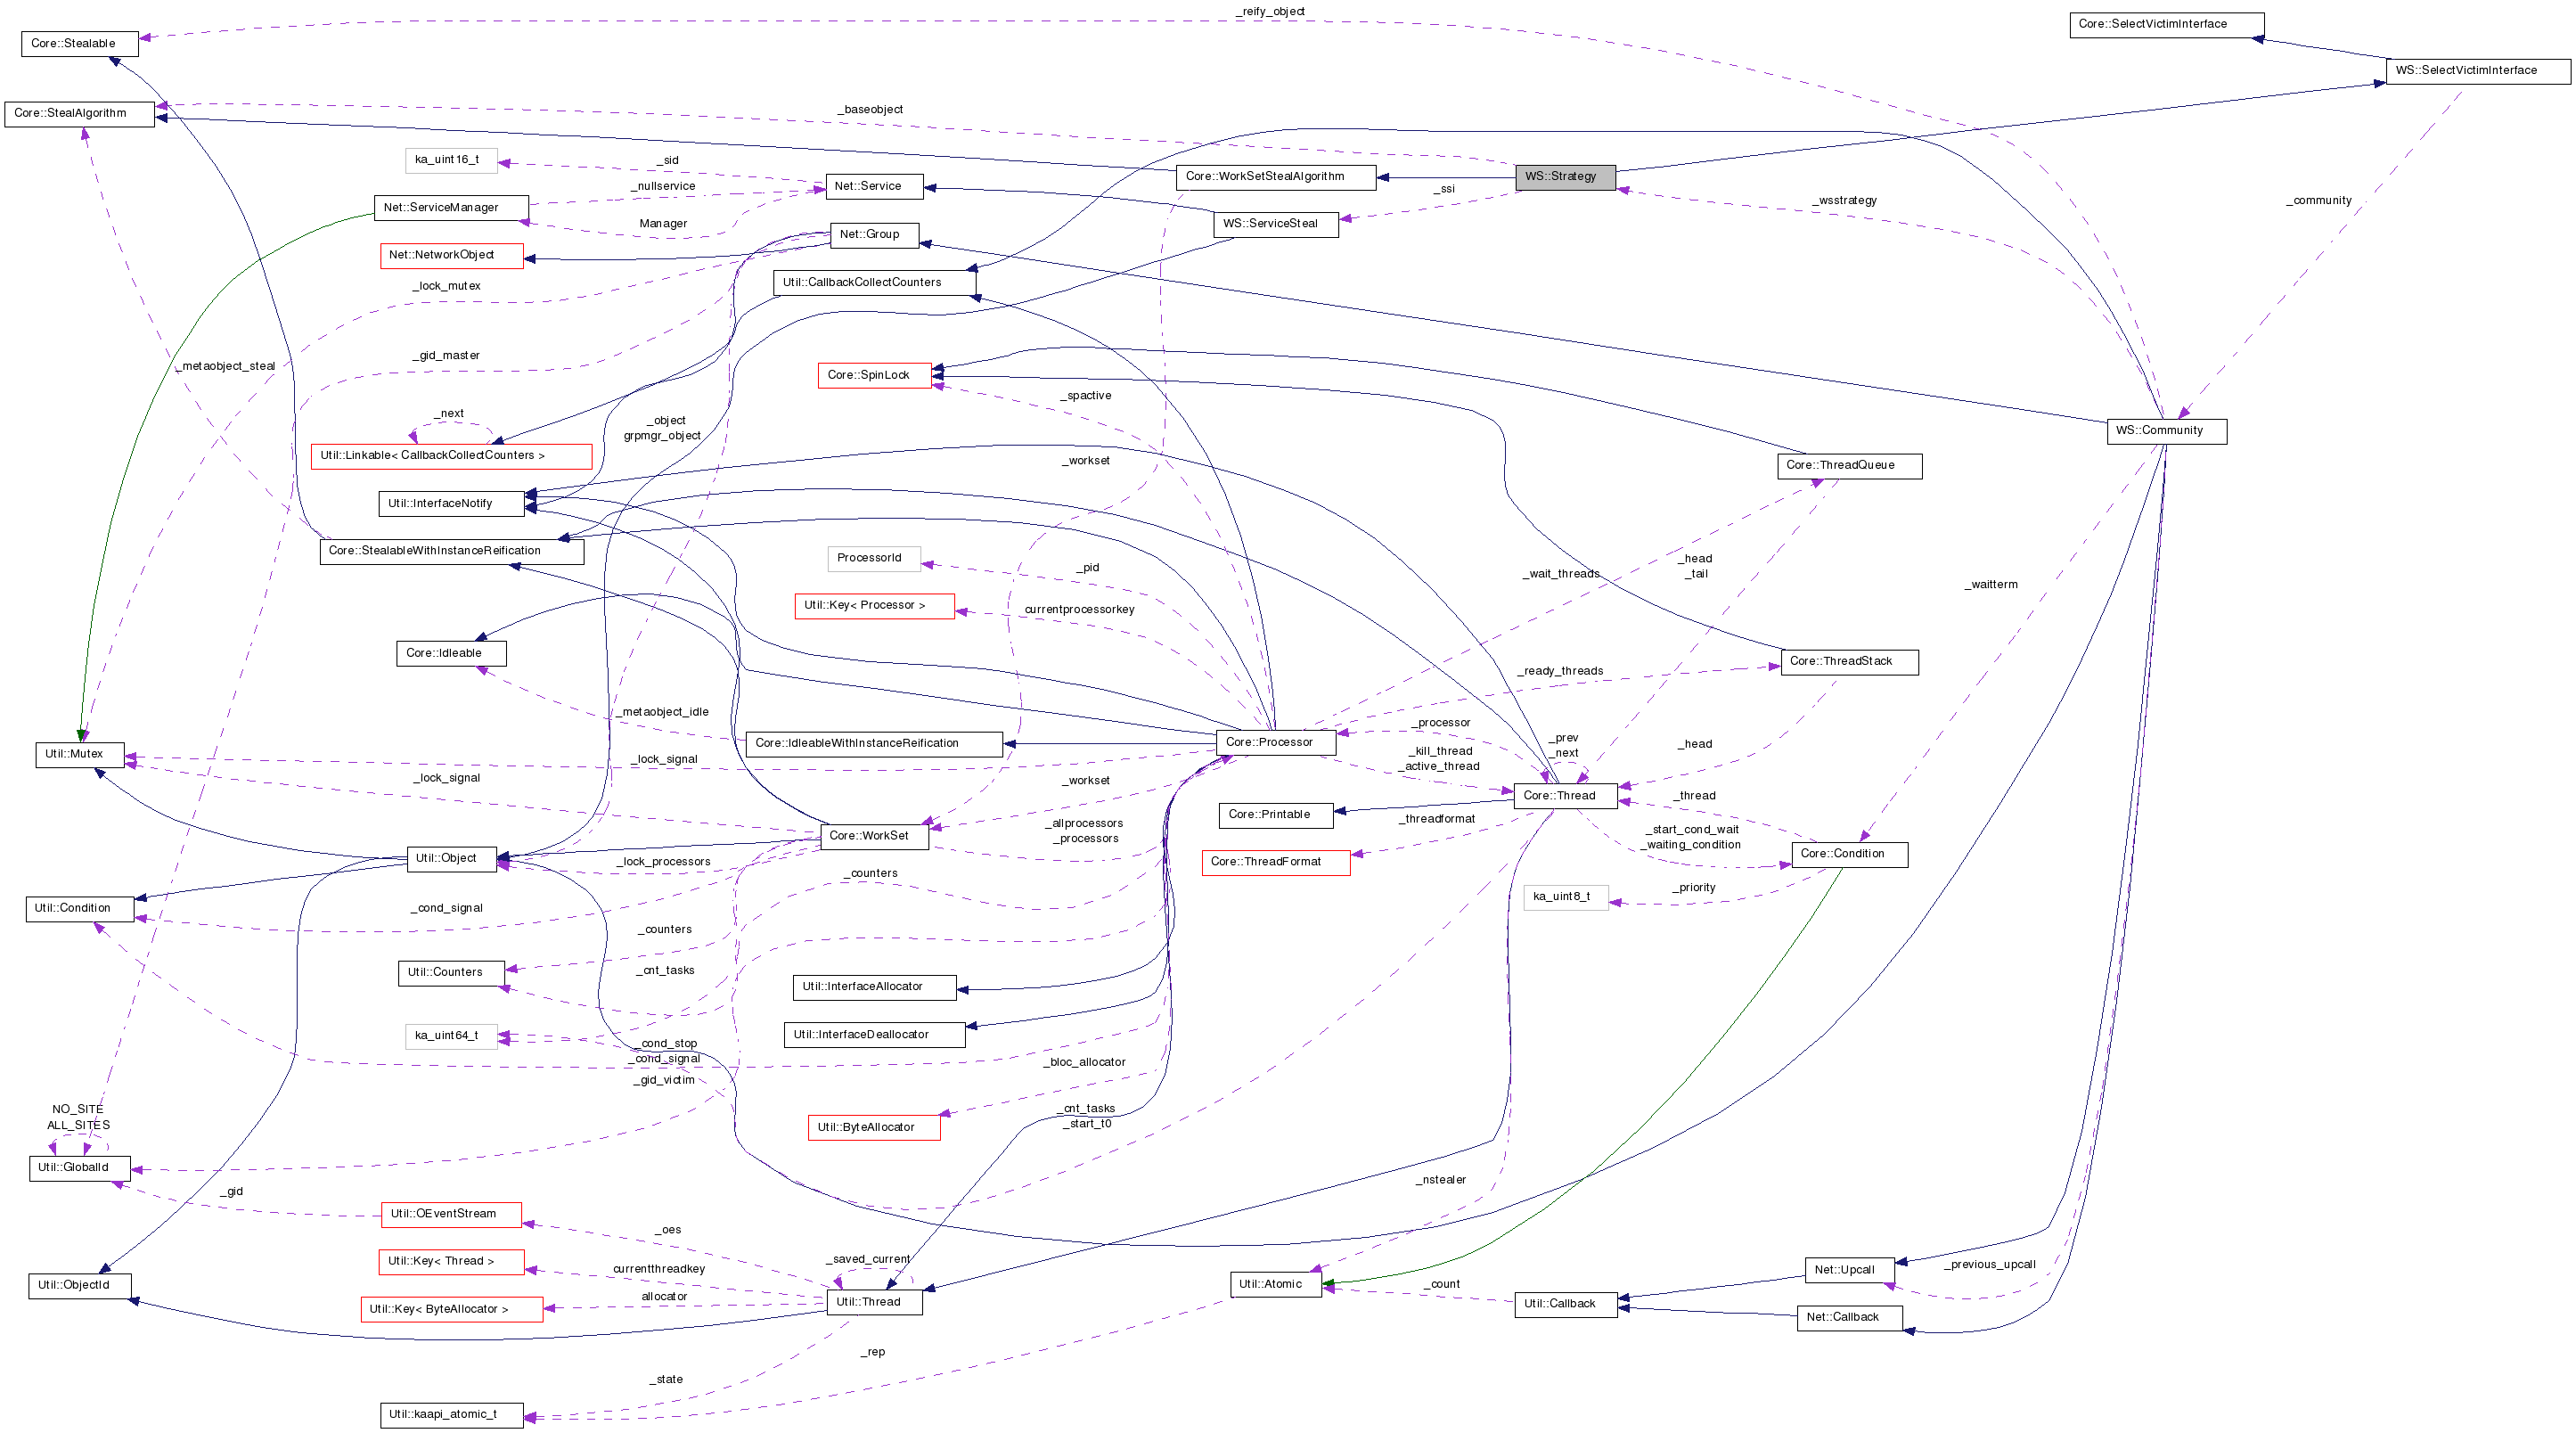 _reify_object
Core::SelectVictimInterface
Core::Stealable
WS::SelectVictimInterface
_baseobject
Core::StealAlgorithm
_sid
ka_uint16_t
_nullservice
Net::Service
Core::WorkSetStealAlgorithm
WS::Strategy
_ssi
_wsstrategy
_community
Net::ServiceManager
Manager
WS::ServiceSteal
Net::Group
Net::NetworkObject
Util::CallbackCollectCounters
_lock_mutex
_gid_master
_metaobject_steal
Core::SpinLock
_spactive
_next
_object
grpmgr_object
WS::Community
Util::Linkable< CallbackCollectCounters >
_workset
Core::ThreadQueue
Util::InterfaceNotify
Core::StealableWithInstanceReification
ProcessorId
_pid
_wait_threads
_head
_tail
_waitterm
Util::Key< Processor >
currentprocessorkey
Core::Idleable
Core::ThreadStack
_ready_threads
_metaobject_idle
_processor
Core::IdleableWithInstanceReification
Core::Processor
_prev
_next
_head
Util::Mutex
_lock_signal
_kill_thread
_active_thread
_lock_signal
_workset
Core::Thread
_thread
Core::Printable
_threadformat
_allprocessors
_processors
_start_cond_wait
_waiting_condition
Core::WorkSet
Util::Object
_lock_processors
Core::ThreadFormat
Core::Condition
_counters
_priority
ka_uint8_t
Util::Condition
_cond_signal
_counters
Util::Counters
_cnt_tasks
Util::InterfaceAllocator
ka_uint64_t
Util::InterfaceDeallocator
_cond_stop
_cond_signal
_bloc_allocator
_gid_victim
NO_SITE
ALL_SITES
_cnt_tasks
_start_t0
Util::ByteAllocator
Util::GlobalId
_gid
_nstealer
Util::OEventStream
_oes
Util::Key< Thread >
currentthreadkey
_saved_current
Net::Upcall
_previous_upcall
Util::ObjectId
allocator
Util::Atomic
_count
Util::Key< ByteAllocator >
Util::Thread
Util::Callback
Net::Callback
_rep
_state
Util::kaapi_atomic_t